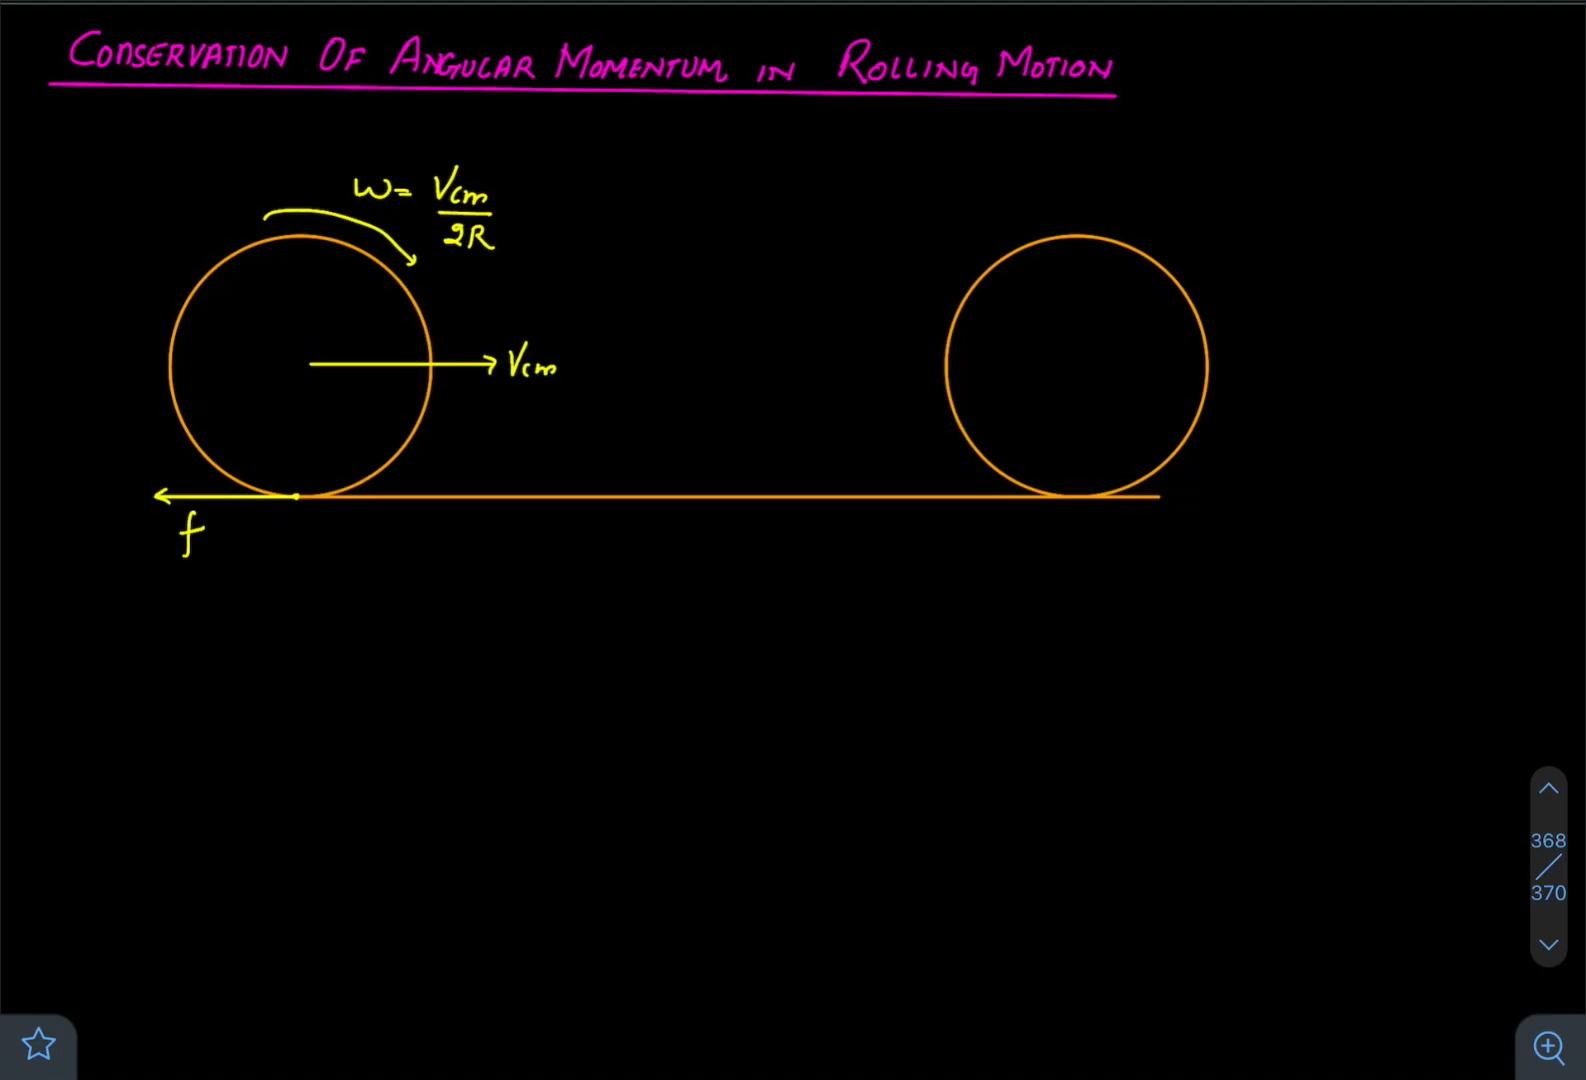 CONSERVATION OF ANGULAR MOMENTUM IN ROLLING MOTION
ω = Vcm
2R
Vcm
f
368
370